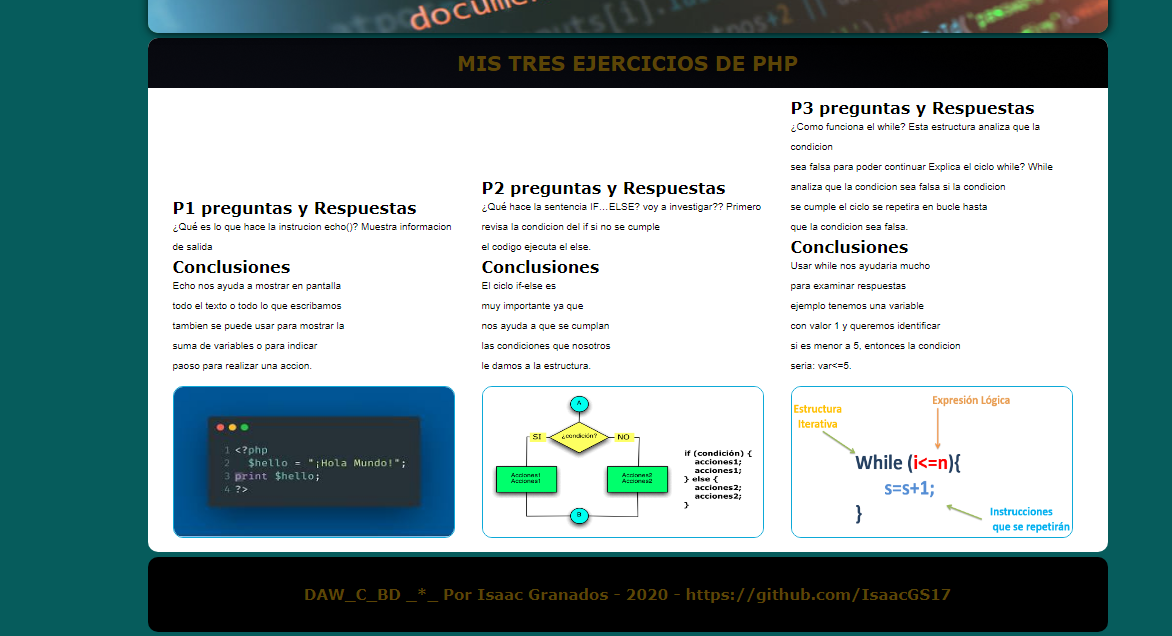 atpos
documen
puts[i].
atpos+2 ||
MIS TRES EJERCICIOS DE PHP
P1 preguntas y Respuestas
¿Qué es lo que hace la instrucion echo()? Muestra informacion
de salida
Conclusiones
Echo nos ayuda a mostrar en pantalla
todo el texto o todo lo que escribamos
tambien se puede usar para mostrar la
suma de variables o para indicar
paoso para realizar una accion.
1 <?php
2 $hello = "¡Hola Mundo!";
3 print $hello;
4 ?>
P2 preguntas y Respuestas
¿Qué hace la sentencia IF...ELSE? voy a investigar?? Primero
revisa la condicion del if si no se cumple
el codigo ejecuta el else.
Conclusiones
El ciclo if-else es
muy importante ya que
nos ayuda a que se cumplan
las condiciones que nosotros
le damos a la estructura.
A
SI ¿condición? NO
Acciones1
Acciones1
Acciones2
Acciones2
B
if (condición) {
acciones1;
acciones1;
} else {
acciones2;
acciones2;
}
P3 preguntas y Respuestas
¿Como funciona el while? Esta estructura analiza que la
condicion
sea falsa para poder continuar Explica el ciclo while? While
analiza que la condicion sea falsa si la condicion
se cumple el ciclo se repetira en bucle hasta
que la condicion sea falsa.
Conclusiones
Usar while nos ayudaria mucho
para examinar respuestas
ejemplo tenemos una variable
con valor 1 y queremos identificar
si es menor a 5, entonces la condicion
seria: var<=5.
Expresión Lógica
Estructura
Iterativa
While (i<=n){
s=s+1;
}
Instrucciones
que se repetirán
DAW_C_BD _*_ Por Isaac Granados - 2020 - https://github.com/IsaacGS17